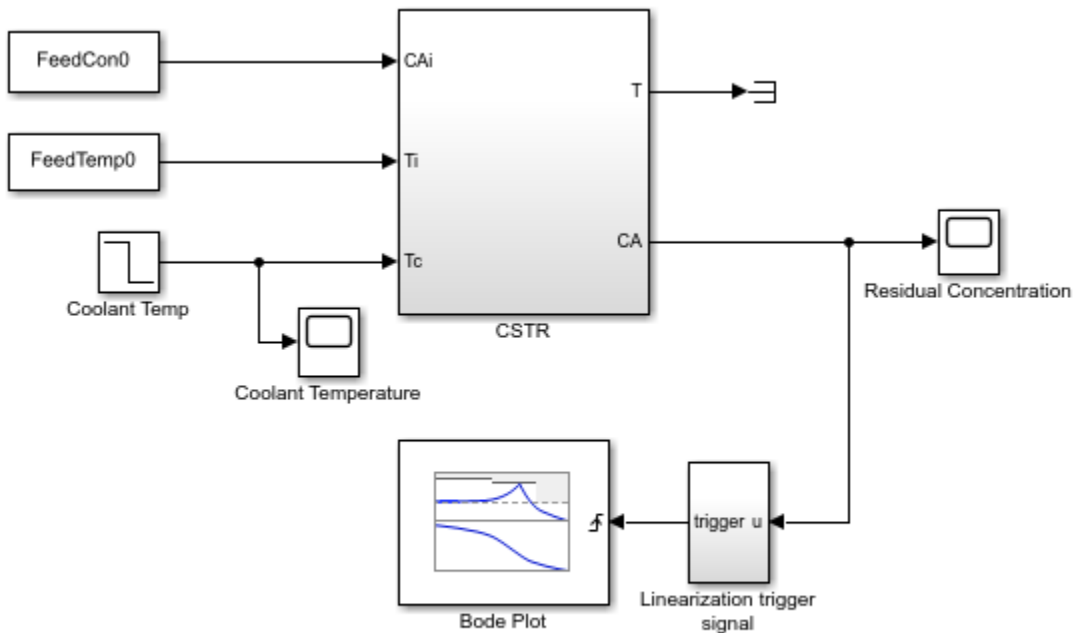 FeedCon0
CAi
T
FeedTemp0
Ti
CA
Tc
Coolant Temp
Residual Concentration
CSTR
Coolant Temperature
trigger u
Bode Plot
Linearization trigger
signal